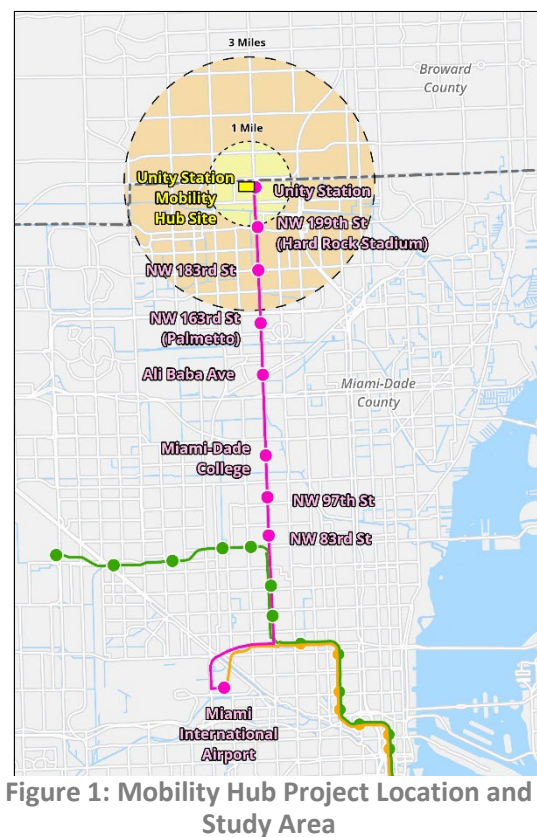 3 Miles
Broward
County
1 Mile
Unity Station
Mobility
Hub Site
Unity Station
NW 199th St
(Hard Rock Stadium)
NW 183rd St
NW 163rd St
(Palmetto)
Ali Baba Ave
Miami-Dade
County
Miami-Dade
College
NW 97th St
NW 83rd St
Miami
International
Airport
Figure 1: Mobility Hub Project Location and
Study Area